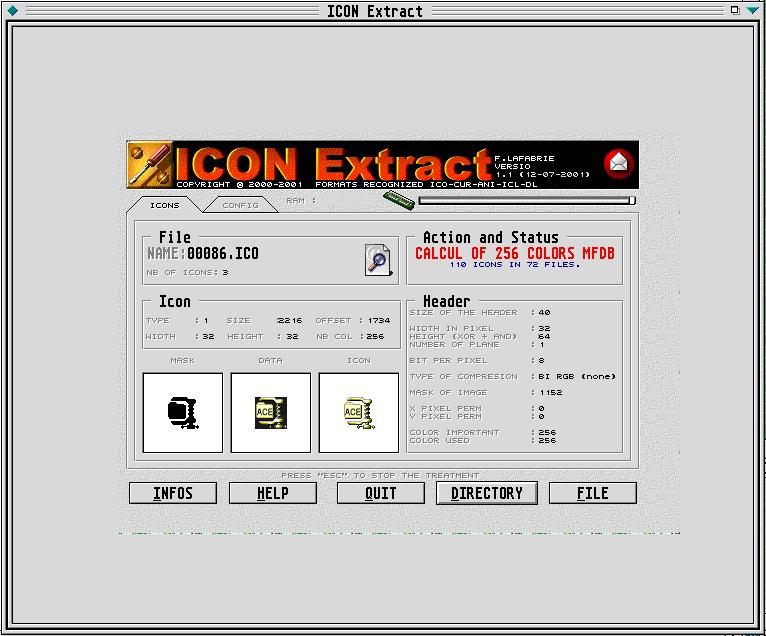 ICON Extract
ICON Extract
F.LAFABRIE
VERSIO
1.1 (12-07-2001)
COPYRIGHT @ 2000-2001 FORMATS RECOGNIZED ICO-CUR-ANI-ICL-DL
ICONS CONFIG RAM :
File
NAME:00086.ICO
NB OF ICONS: 3
Action and Status
CALCUL OF 256 COLORS MFDB
110 ICONS IN 72 FILES.
Icon
TYPE : 1 SIZE :2216 OFFSET : 1734
WIDTH : 32 HEIGHT : 32 NB COL : 256
MASK DATA ICON
ACE ACE
Header
SIZE OF THE HEADER : 40
WIDTH IN PIXEL : 32
HEIGHT (XOR + AND) :64
NUMBER OF PLANE : 1
BIT PER PIXEL : 8
TYPE OF COMPRESION : BI RGB (none)
MASK OF IMAGE : 1152
X PIXEL PERM : 0
Y PIXEL PERM : 0
COLOR IMPORTANT : 256
COLOR USED : 256
PRESS "ESC" TO STOP THE TREATMENT
INFOS HELP QUIT DIRECTORY FILE